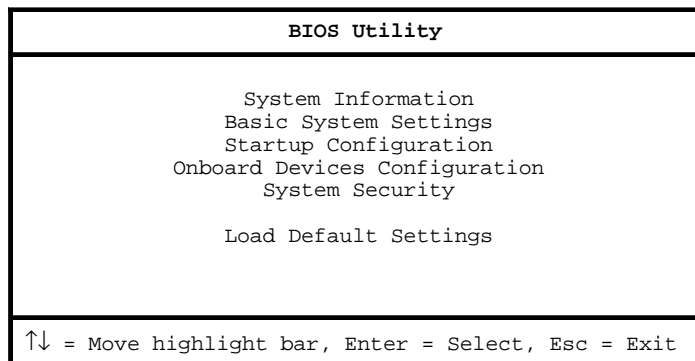 BIOS Utility
System Information
Basic System Settings
Startup Configuration
Onboard Devices Configuration
System Security
Load Default Settings
↑↓ = Move highlight bar, Enter = Select, Esc = Exit